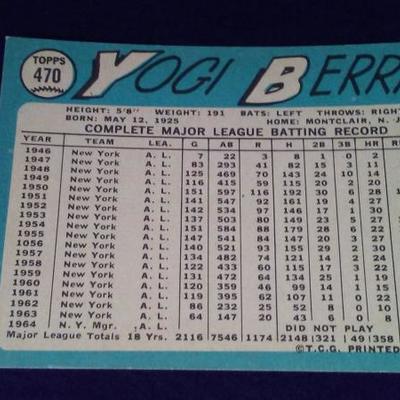 TOPPS
470
YOGI BERR
HEIGHT: 5'8" WEIGHT: 191 BATS: LEFT THROWS: RIGHT
BORN: MAY 12, 1925 HOME: MONTCLAIR, N. J
COMPLETE MAJOR LEAGUE BATTING RECORD
YEAR TEAM LEA. G AB R H 2B 3B HR
1946 New York A. L. 7 22 3 8 1 0 2
1947 New York A. L. 83 293 41 82 15 3 11
1948 New York A. L. 125 469 70 143 24 10 14
1949 New York A. L. 116 415 59 115 20 2 20
1950 New York A. L. 151 597 116 192 30 6 28
1951 New York A. L. 141 547 92 161 19 4 27
1952 New York A. L. 142 534 97 146 17 1 30
1953 New York A. L. 137 503 80 149 23 5 27
1954 New York A. L. 151 584 88 179 28 6 22
1955 New York A. L. 147 541 84 147 20 3 27
1056 New York A. L. 140 521 93 155 29 2 30
1957 New York A. L. 134 482 74 121 14 2 24
1958 New York A. L. 122 433 60 115 17 3 22
1959 New York A. L. 131 472 64 134 25 1 19
1960 New York A. L. 120 359 46 99 14 1 15
1961 New York A. L. 119 395 62 107 11 0 22
1962 New York A. L. 86 232 25 52 8 0 10
1963 New York A. L. 64 147 20 43 6 0 8
1964 N. Y. Mgr. A. L. DID NOT PLAY
Major League Totals 18 Yrs. 2116 7546 1174 2148 321 49 358
©T.C.G. PRINTED